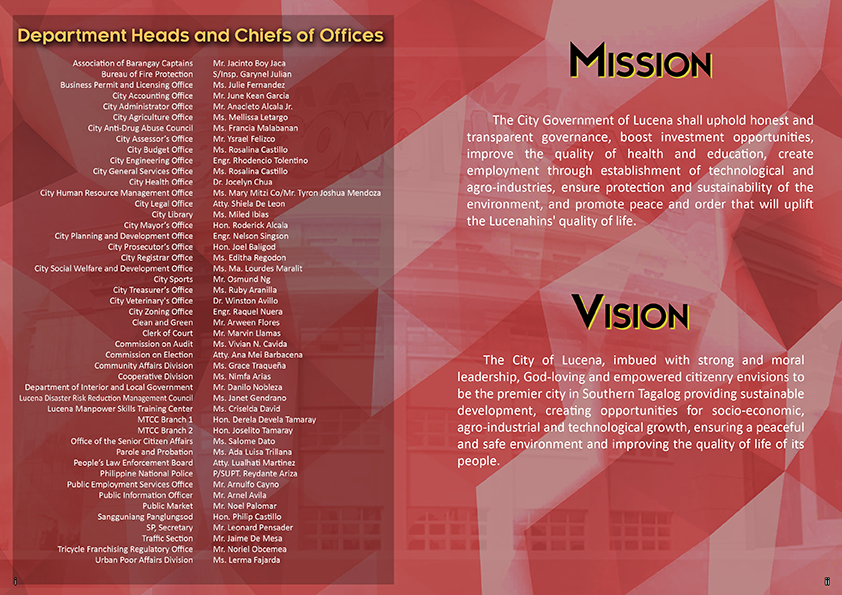 Department Heads and Chiefs of Offices
Association of Barangay Captains Mr. Jacinto Boy Jaca
Bureau of Fire Protection S/Insp. Garynel Julian
Business Permit and Licensing Office Ms. Julie Fernandez
City Accounting Office Mr. June Kean Garcia
City Administrator Office Mr. Anacleto Alcala Jr.
City Agriculture Office Ms. Mellissa Letargo
City Anti-Drug Abuse Council Ms. Francia Malabanan
City Assessor's Office Mr. Ysrael Felizco
City Budget Office Ms. Rosalina Castillo
City Engineering Office Engr. Rhodencio Tolentino
City General Services Office Ms. Rosalina Castillo
City Health Office Dr. Jocelyn Chua
City Human Resource Management Office Ms. Mary Mitzi Co/Mr. Tyron Joshua Mendoza
City Legal Office Atty. Shiela De Leon
City Library Ms. Miled Ibias
City Mayor's Office Hon. Roderick Alcala
City Planning and Development Office Engr. Nelson Singson
City Prosecutor's Office Hon. Joel Baligod
City Registrar Office Ms. Editha Regodon
City Social Welfare and Development Office Ms. Ma. Lourdes Maralit
City Sports Mr. Osmund Ng
City Treasurer's Office Ms. Ruby Aranilla
City Veterinary's Office Dr. Winston Avillo
City Zoning Office Engr. Raquel Nuera
Clean and Green Mr. Arween Flores
Clerk of Court Mr. Marvin Llamas
Commission on Audit Ms. Vivian N. Cavida
Commission on Election Atty. Ana Mei Barbacena
Community Affairs Division Ms. Grace Traqueña
Cooperative Division Ms. Nimfa Arias
Department of Interior and Local Government Mr. Danilo Nobleza
Lucena Disaster Risk Reduction Management Council Ms. Janet Gendrano
Lucena Manpower Skills Training Center Ms. Criselda David
MTCC Branch 1 Hon. Derela Devela Tamaray
MTCC Branch 2 Hon. Joselito Tamaray
Office of the Senior Citizen Affairs Ms. Salome Dato
Parole and Probation Ms. Ada Luisa Trillana
People's Law Enforcement Board Atty. Lualhati Martinez
Philippine National Police P/SUPT. Reydante Ariza
Public Employment Services Office Mr. Arnulfo Cayno
Public Information Officer Mr. Arnel Avila
Public Market Mr. Noel Palomar
Sangguniang Panglungsod Hon. Philip Castillo
SP, Secretary Mr. Leonard Pensader
Traffic Section Mr. Jaime De Mesa
Tricycle Franchising Regulatory Office Mr. Noriel Obcemea
Urban Poor Affairs Division Ms. Lerma Fajarda
i
MISSION
The City Government of Lucena shall uphold honest and
transparent governance, boost investment opportunities,
improve the quality of health and education, create
employment through establishment of technological and
agro-industries, ensure protection and sustainability of the
environment, and promote peace and order that will uplift
the Lucenahins' quality of life.
VISION
The City of Lucena, imbued with strong and moral
leadership, God-loving and empowered citizenry envisions to
be the premier city in Southern Tagalog providing sustainable
development, creating opportunities for socio-economic,
agro-industrial and technological growth, ensuring a peaceful
and safe environment and improving the quality of life of its
people.
ii